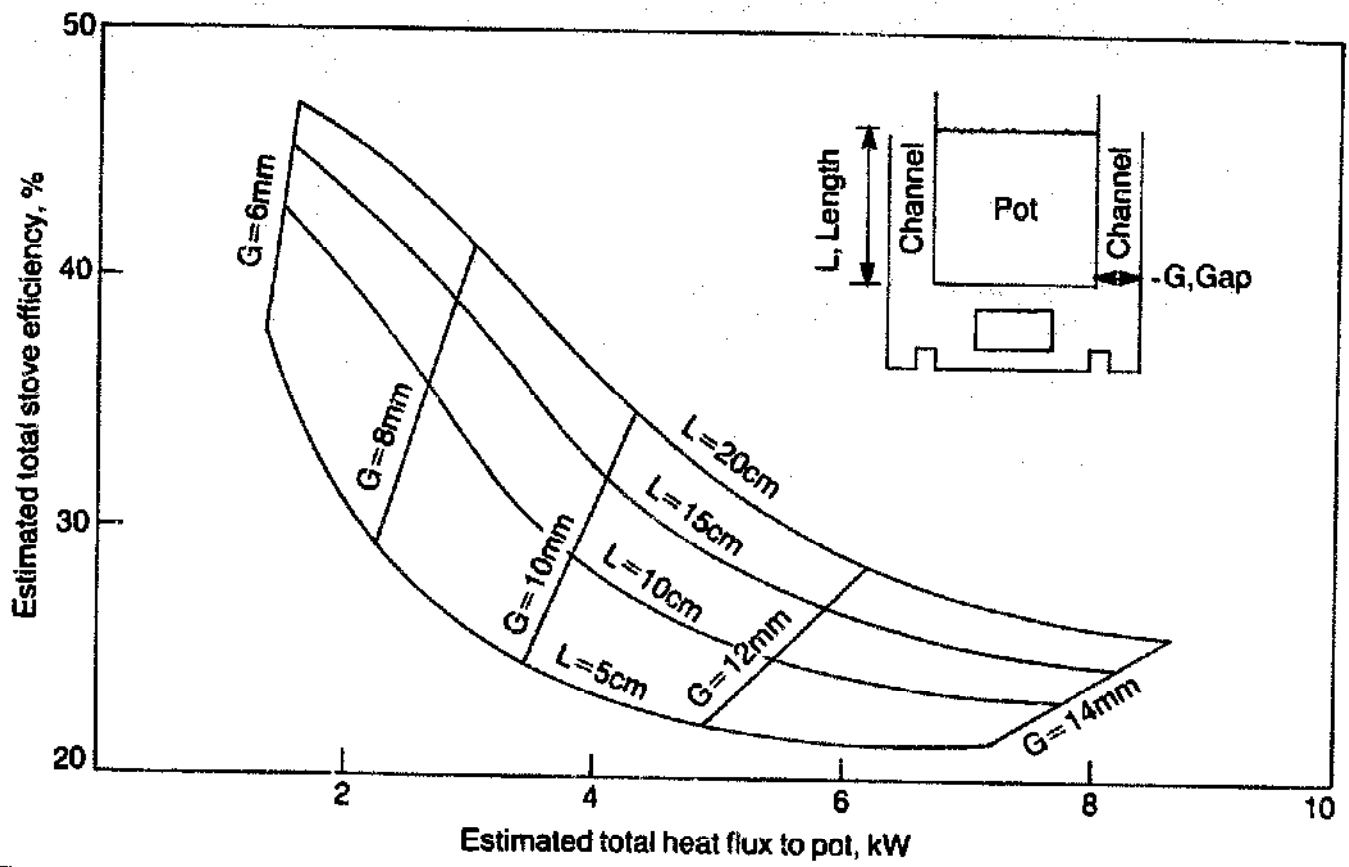 50
40
30
20
2
4
6
8
10
Estimated total stove efficiency, %
Estimated total heat flux to pot, kW
G=6mm
G=8mm
G=10mm
G=12mm
G=14mm
L=20cm
L=15cm
L=10cm
L=5cm
L, Length
Channel
Pot
Channel
G, Gap